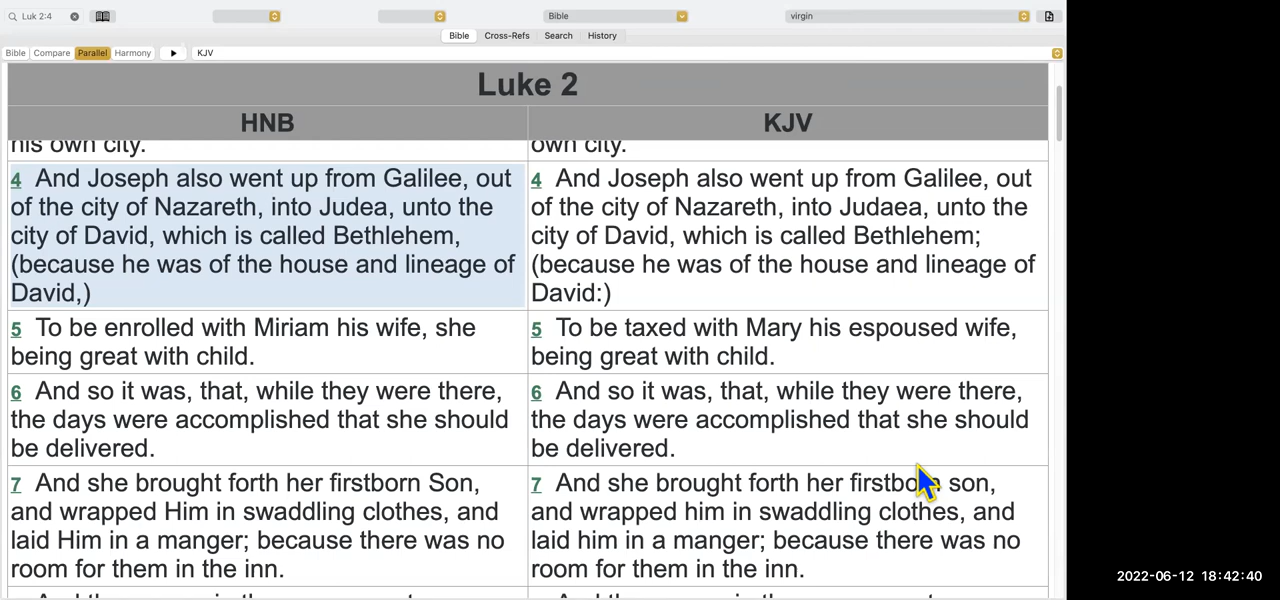 Luk 2:4 Bible virgin
Bible Cross-Refs Search History
Bible Compare Parallel Harmony KJV
Luke 2
HNB
his own city.
4 And Joseph also went up from Galilee, out
of the city of Nazareth, into Judea, unto the
city of David, which is called Bethlehem,
(because he was of the house and lineage of
David,)
5 To be enrolled with Miriam his wife, she
being great with child.
6 And so it was, that, while they were there,
the days were accomplished that she should
be delivered.
7 And she brought forth her firstborn Son,
and wrapped Him in swaddling clothes, and
laid Him in a manger; because there was no
room for them in the inn.
KJV
own city.
4 And Joseph also went up from Galilee, out
of the city of Nazareth, into Judaea, unto the
city of David, which is called Bethlehem;
(because he was of the house and lineage of
David:)
5 To be taxed with Mary his espoused wife,
being great with child.
6 And so it was, that, while they were there,
the days were accomplished that she should
be delivered.
7 And she brought forth her firstborn son,
and wrapped him in swaddling clothes, and
laid him in a manger; because there was no
room for them in the inn.
2022-06-12 18:42:40